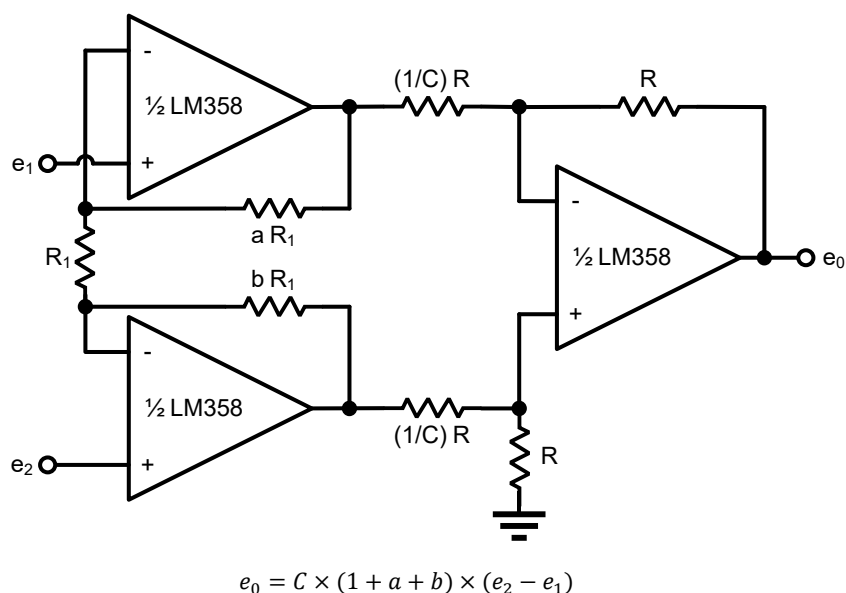 (1/C) R
R
-
½ LM358
+
e₁
a R₁
R₁
b R₁
-
½ LM358
e₀
+
-
½ LM358
+
(1/C) R
R
e₂
e₀ = C × (1 + a + b) × (e₂ − e₁)